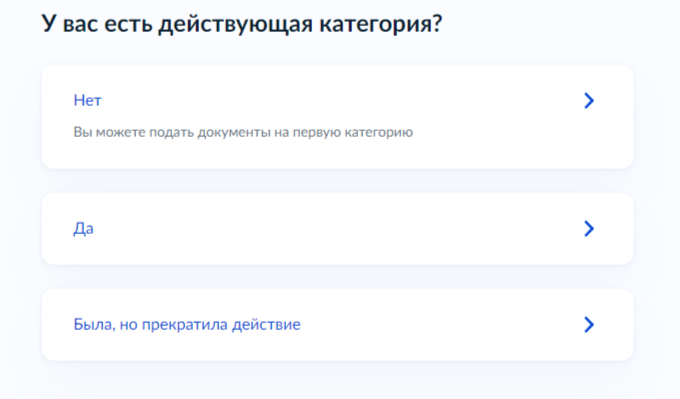 У вас есть действующая категория?
Нет
Вы можете подать документы на первую категорию
Да
Была, но прекратила действие